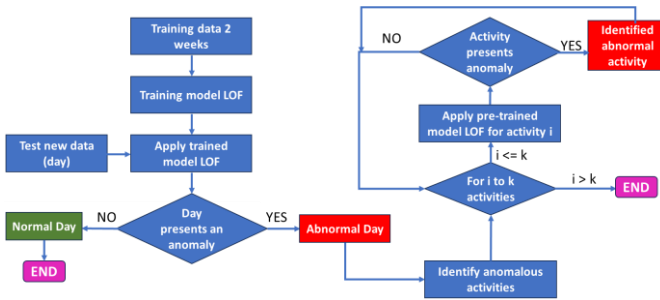 Training data 2
weeks
Training model LOF
Test new data
(day)
Apply trained
model LOF
Day
presents an
anomaly
NO
YES
Normal Day
END
Abnormal Day
Identify anomalous
activities
For i to k
activities
i > k
END
i <= k
Apply pre-trained
model LOF for activity i
Activity
presents
anomaly
NO
YES
Identified
abnormal
activity